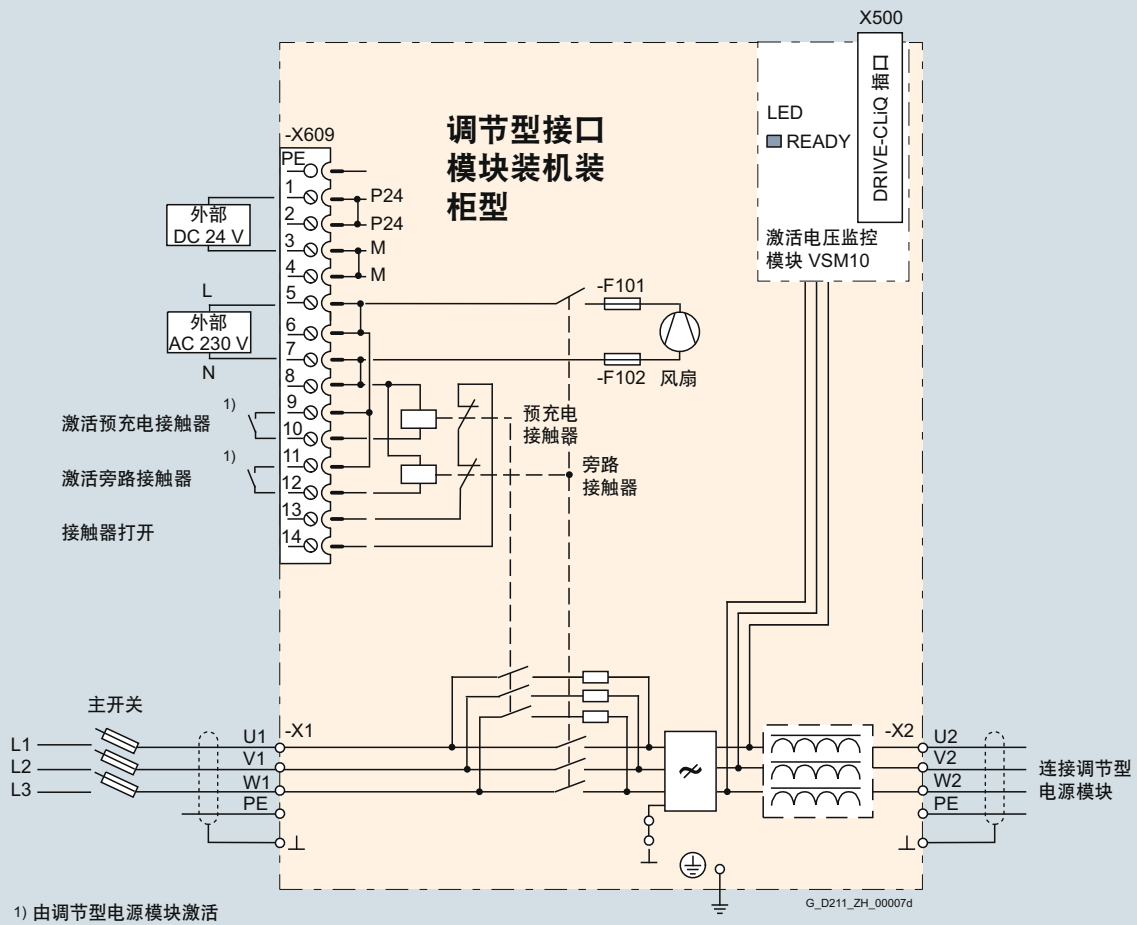 X500
DRIVE-CLiQ 插口
LED
READY
激活电压监控
模块 VSM10
调节型接口
模块装机装
柜型
-X609
PE
1
P24
2
P24
3
M
4
M
5
6
7
8
9
10
11
12
13
14
外部
DC 24 V
L
外部
AC 230 V
N
-F101
-F102
风扇
1)
激活预充电接触器
1)
激活旁路接触器
接触器打开
预充电
接触器
旁路
接触器
主开关
L1
L2
L3
U1
V1
W1
PE
-X1
⊥
≁
⊥
-X2
U2
V2
W2
PE
⊥
连接调节型
电源模块
G_D211_ZH_00007d
1) 由调节型电源模块激活